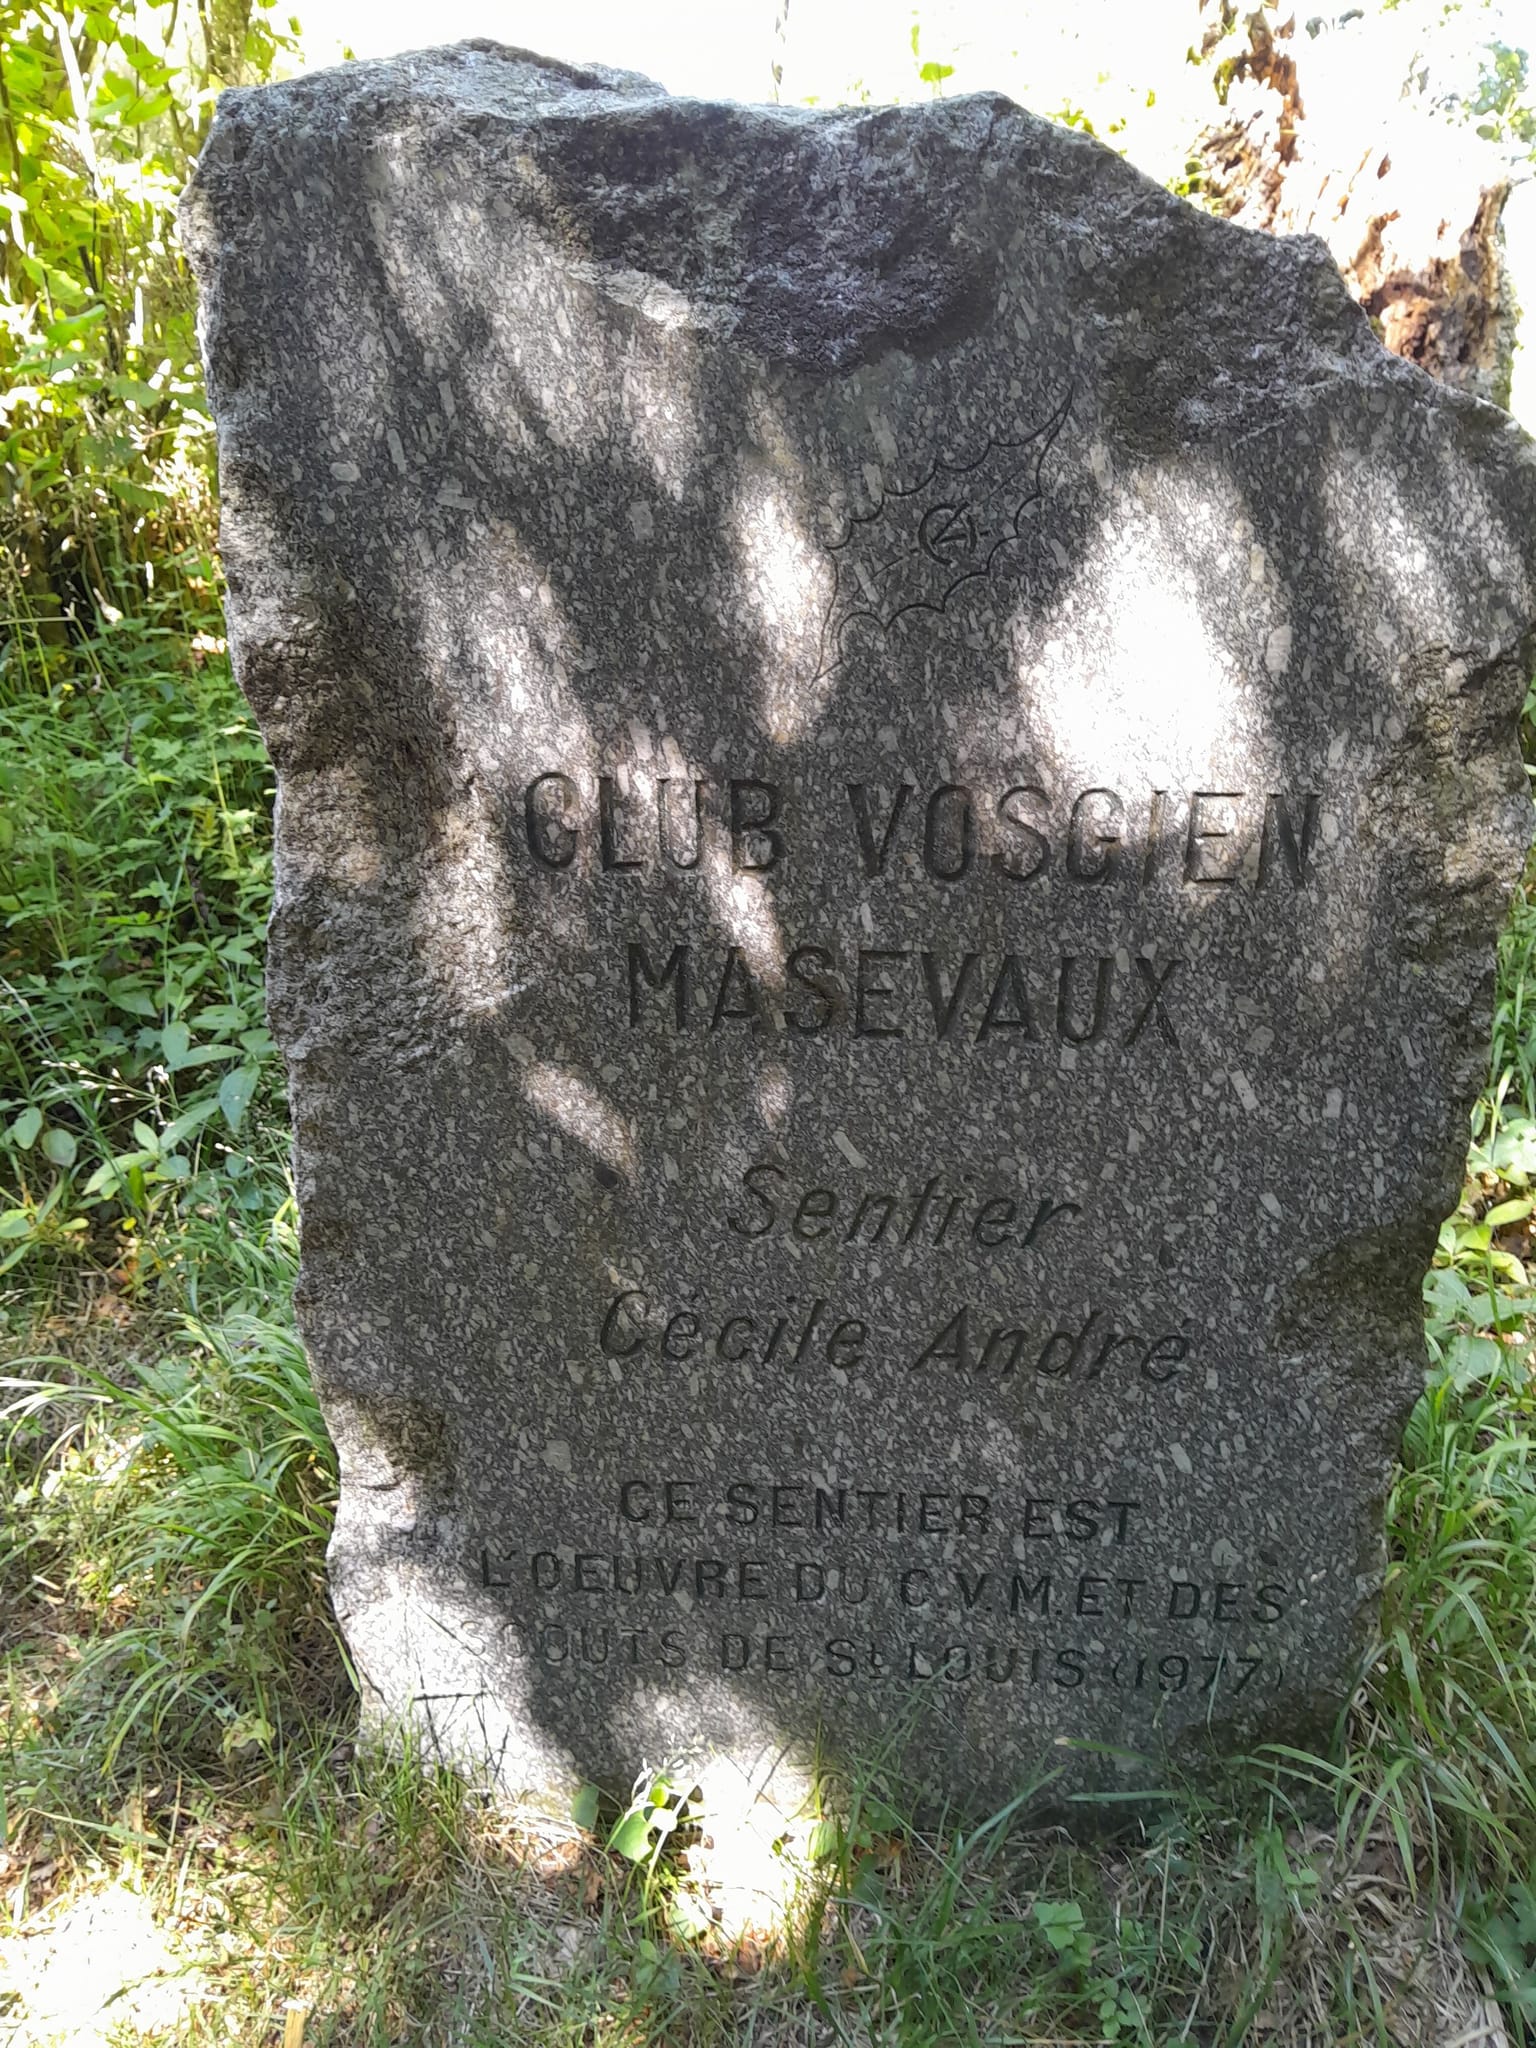 CLUB VOSGIEN
MASEVAUX
Sentier
Cécile André
CE SENTIER EST
L'OEUVRE DU C.V.M. ET DES
SCOUTS DE St LOUIS (1977)